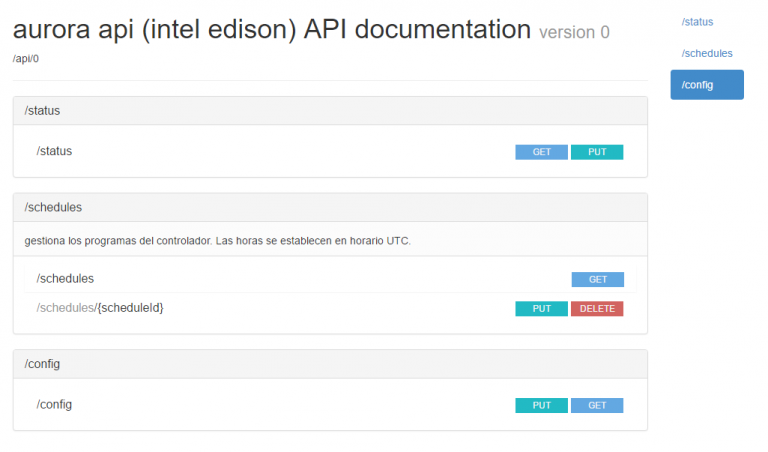 aurora api (intel edison) API documentation version 0
/api/0
/status
/schedules
/config
/status
/status GET PUT
/schedules
gestiona los programas del controlador. Las horas se establecen en horario UTC.
/schedules GET
/schedules/{scheduleId} PUT DELETE
/config
/config PUT GET